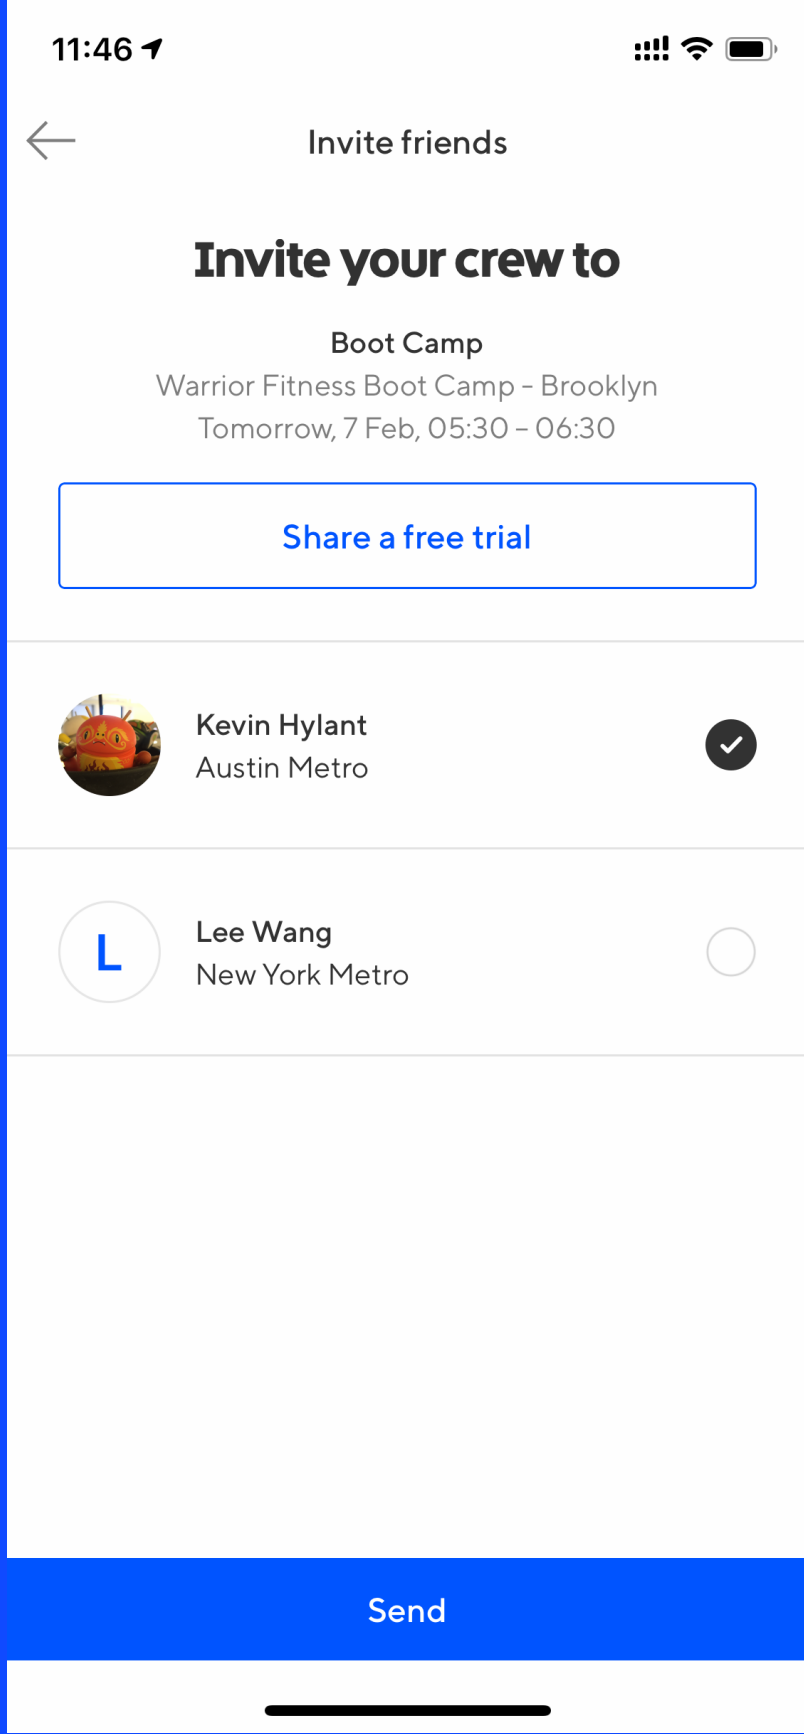 11:46
Invite friends
Invite your crew to
Boot Camp
Warrior Fitness Boot Camp - Brooklyn
Tomorrow, 7 Feb, 05:30 – 06:30
Share a free trial
Kevin Hylant
Austin Metro
L
Lee Wang
New York Metro
Send